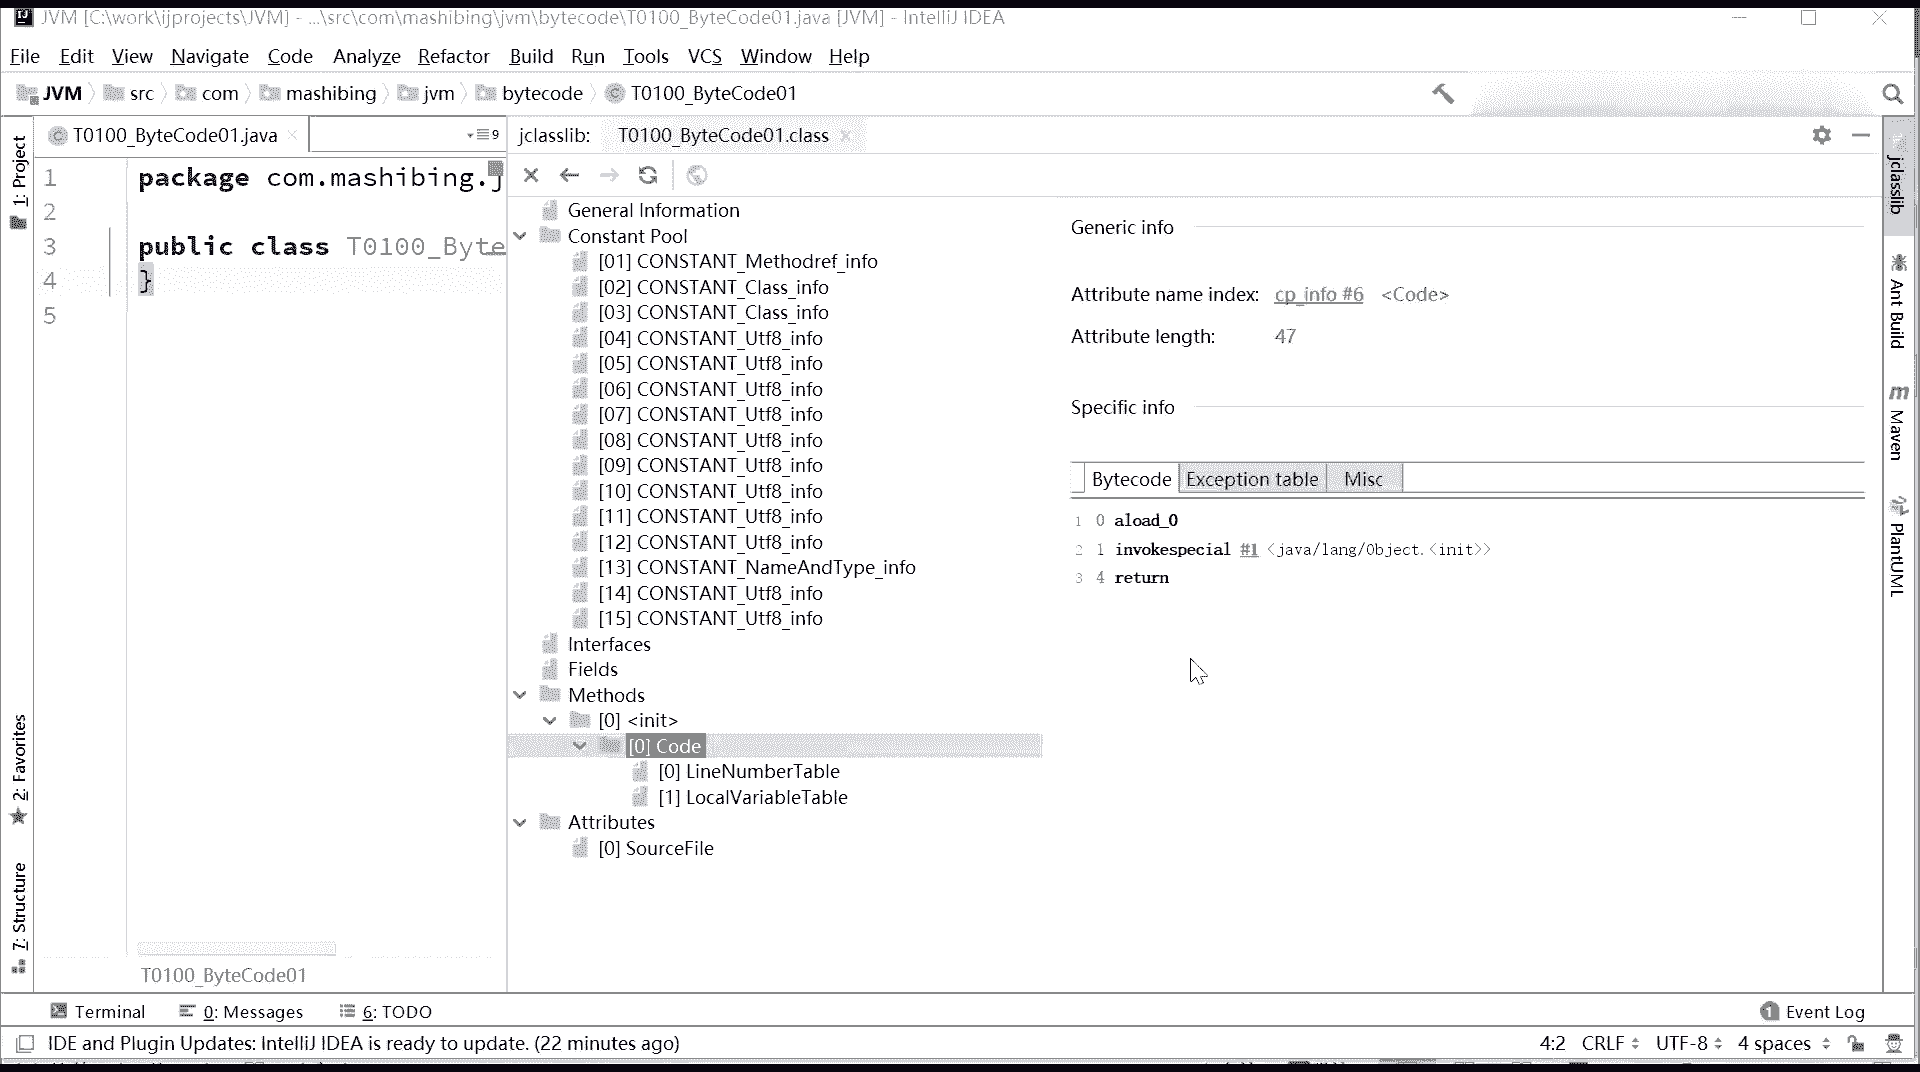 JVM [C:\work\ijprojects\JVM] - ...\src\com\mashibing\jvm\bytecode\T0100_ByteCode01.java [JVM] - IntelliJ IDEA
File Edit View Navigate Code Analyze Refactor Build Run Tools VCS Window Help
JVM src com mashibing jvm bytecode T0100_ByteCode01
T0100_ByteCode01.java 9 jclasslib: T0100_ByteCode01.class
1: Project
2: Favorites
7: Structure
1 package com.mashibing.j
2
3 public class T0100_Byte
4 }
5
T0100_ByteCode01
General Information
Constant Pool
[01] CONSTANT_Methodref_info
[02] CONSTANT_Class_info
[03] CONSTANT_Class_info
[04] CONSTANT_Utf8_info
[05] CONSTANT_Utf8_info
[06] CONSTANT_Utf8_info
[07] CONSTANT_Utf8_info
[08] CONSTANT_Utf8_info
[09] CONSTANT_Utf8_info
[10] CONSTANT_Utf8_info
[11] CONSTANT_Utf8_info
[12] CONSTANT_Utf8_info
[13] CONSTANT_NameAndType_info
[14] CONSTANT_Utf8_info
[15] CONSTANT_Utf8_info
Interfaces
Fields
Methods
[0] <init>
[0] Code
[0] LineNumberTable
[1] LocalVariableTable
Attributes
[0] SourceFile
Generic info
Attribute name index: cp_info #6 <Code>
Attribute length: 47
Specific info
Bytecode Exception table Misc
1 0 aload_0
2 1 invokespecial #1 <java/lang/Object.<init>>
3 4 return
jclasslib
Ant Build
m Maven
PlantUML
Terminal 0: Messages 6: TODO 1 Event Log
IDE and Plugin Updates: IntelliJ IDEA is ready to update. (22 minutes ago) 4:2 CRLF UTF-8 4 spaces